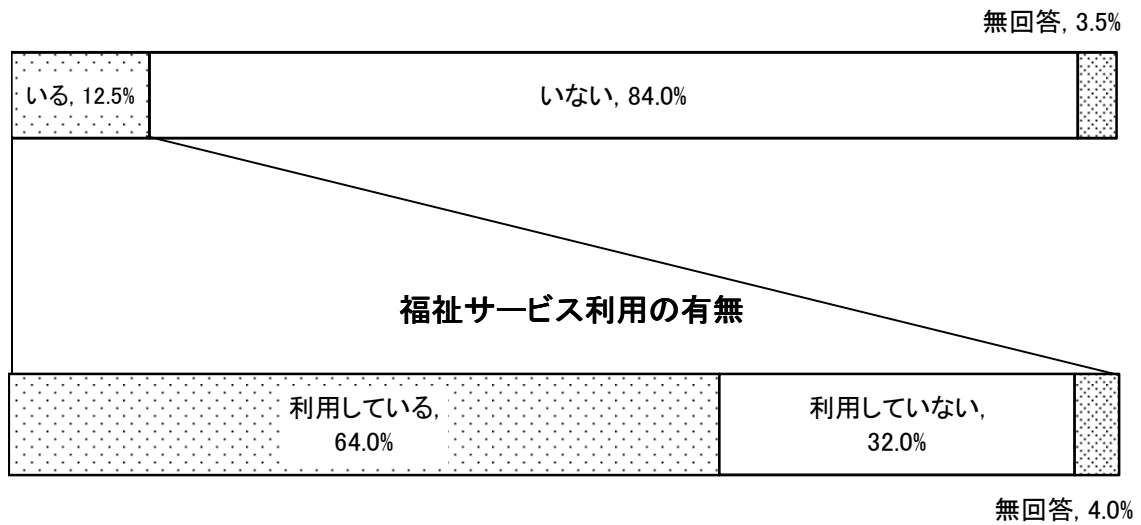 無回答, 3.5%
いる, 12.5%
いない, 84.0%
福祉サービス利用の有無
利用している,
64.0%
利用していない,
32.0%
無回答, 4.0%